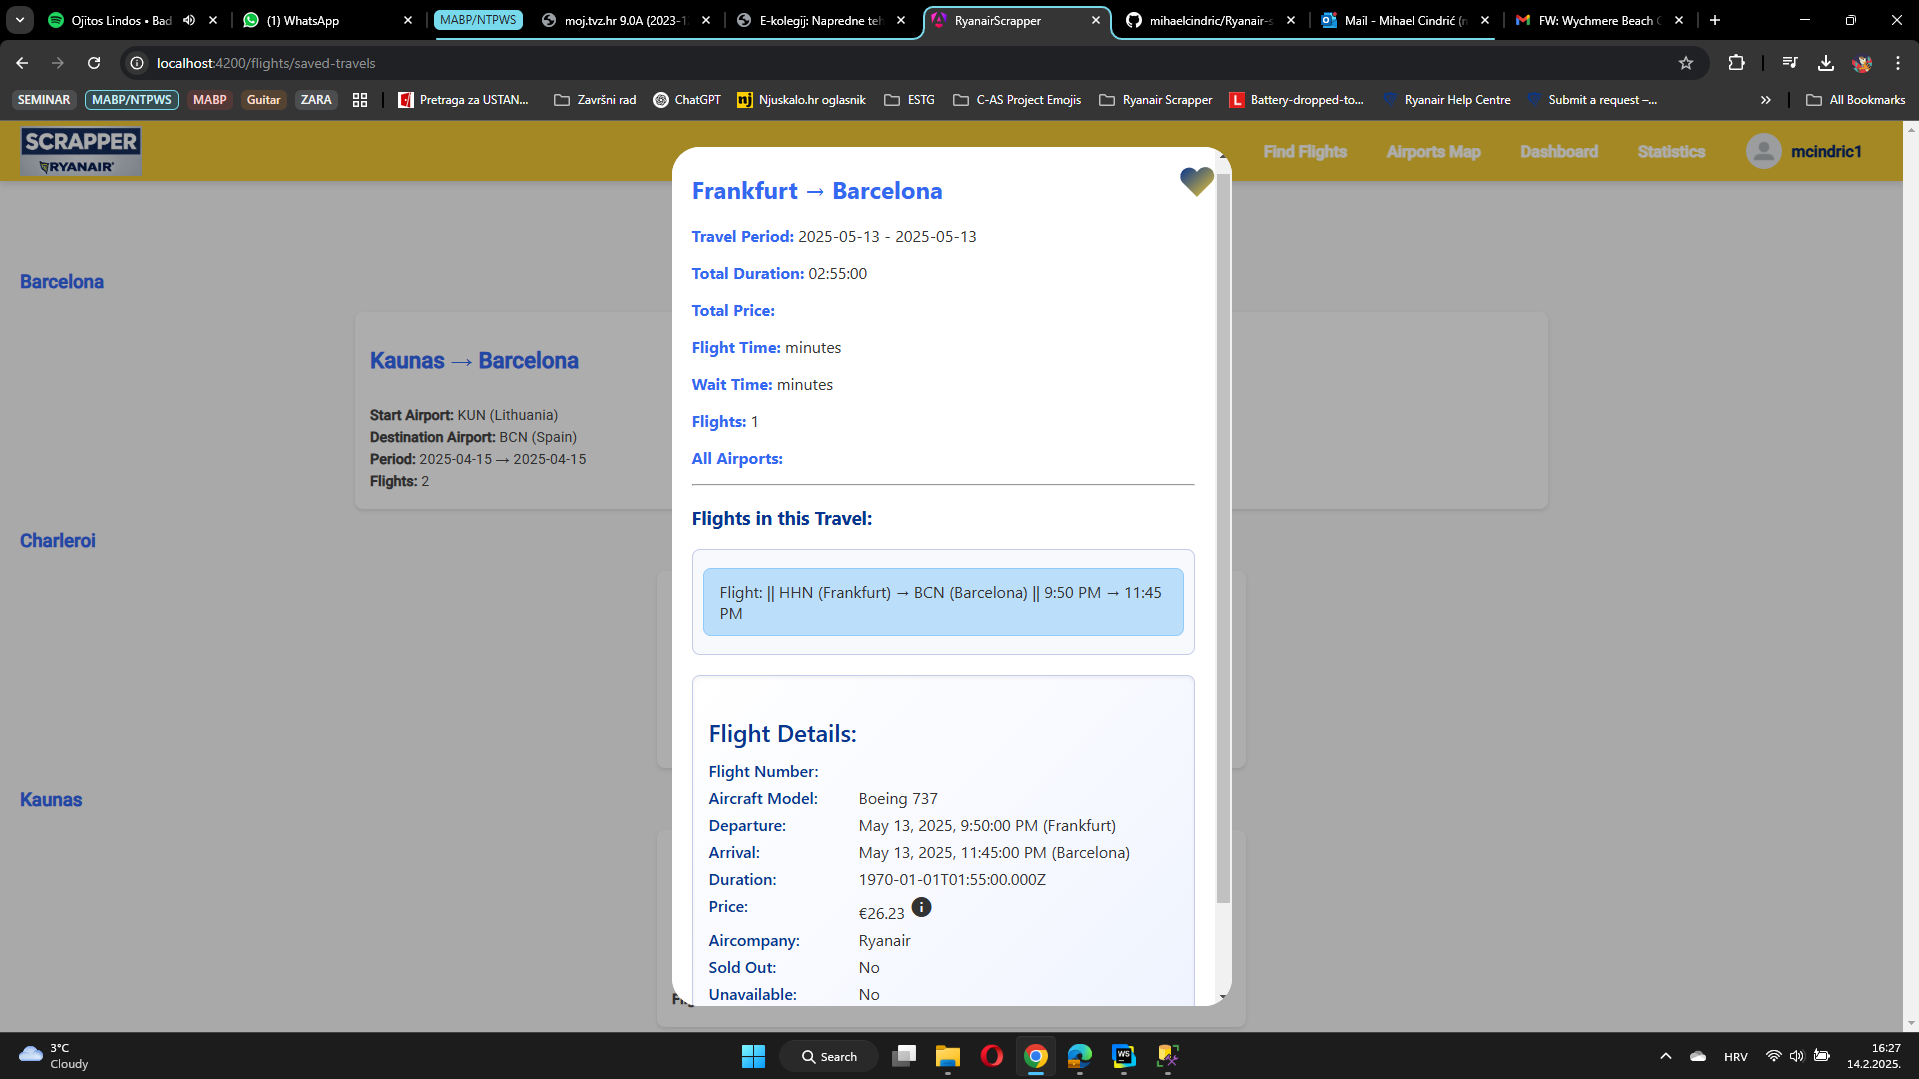 Ojitos Lindos • Bad
(1) WhatsApp
MABP/NTPWS
moj.tvz.hr 9.0A (2023-1
E-kolegij: Napredne teh
RyanairScrapper
mihaelcindric/Ryanair-s
Mail - Mihael Cindrić (m
FW: Wychmere Beach C
localhost:4200/flights/saved-travels
SEMINAR
MABP/NTPWS
MABP
Guitar
ZARA
Pretraga za USTAN...
Završni rad
ChatGPT
Njuskalo.hr oglasnik
ESTG
C-AS Project Emojis
Ryanair Scrapper
Battery-dropped-to...
Ryanair Help Centre
Submit a request –...
All Bookmarks
SCRAPPER
RYANAIR
Find Flights
Airports Map
Dashboard
Statistics
mcindric1
Barcelona
Kaunas → Barcelona
Start Airport: KUN (Lithuania)
Destination Airport: BCN (Spain)
Period: 2025-04-15 → 2025-04-15
Flights: 2
Charleroi
Kaunas
Frankfurt → Barcelona
Travel Period: 2025-05-13 - 2025-05-13
Total Duration: 02:55:00
Total Price:
Flight Time: minutes
Wait Time: minutes
Flights: 1
All Airports:
Flights in this Travel:
Flight: || HHN (Frankfurt) → BCN (Barcelona) || 9:50 PM → 11:45
PM
Flight Details:
Flight Number:
Aircraft Model: Boeing 737
Departure: May 13, 2025, 9:50:00 PM (Frankfurt)
Arrival: May 13, 2025, 11:45:00 PM (Barcelona)
Duration: 1970-01-01T01:55:00.000Z
Price: €26.23
Aircompany: Ryanair
Sold Out: No
Unavailable: No
3°C
Cloudy
Search
WS
HRV
16:27
14.2.2025.